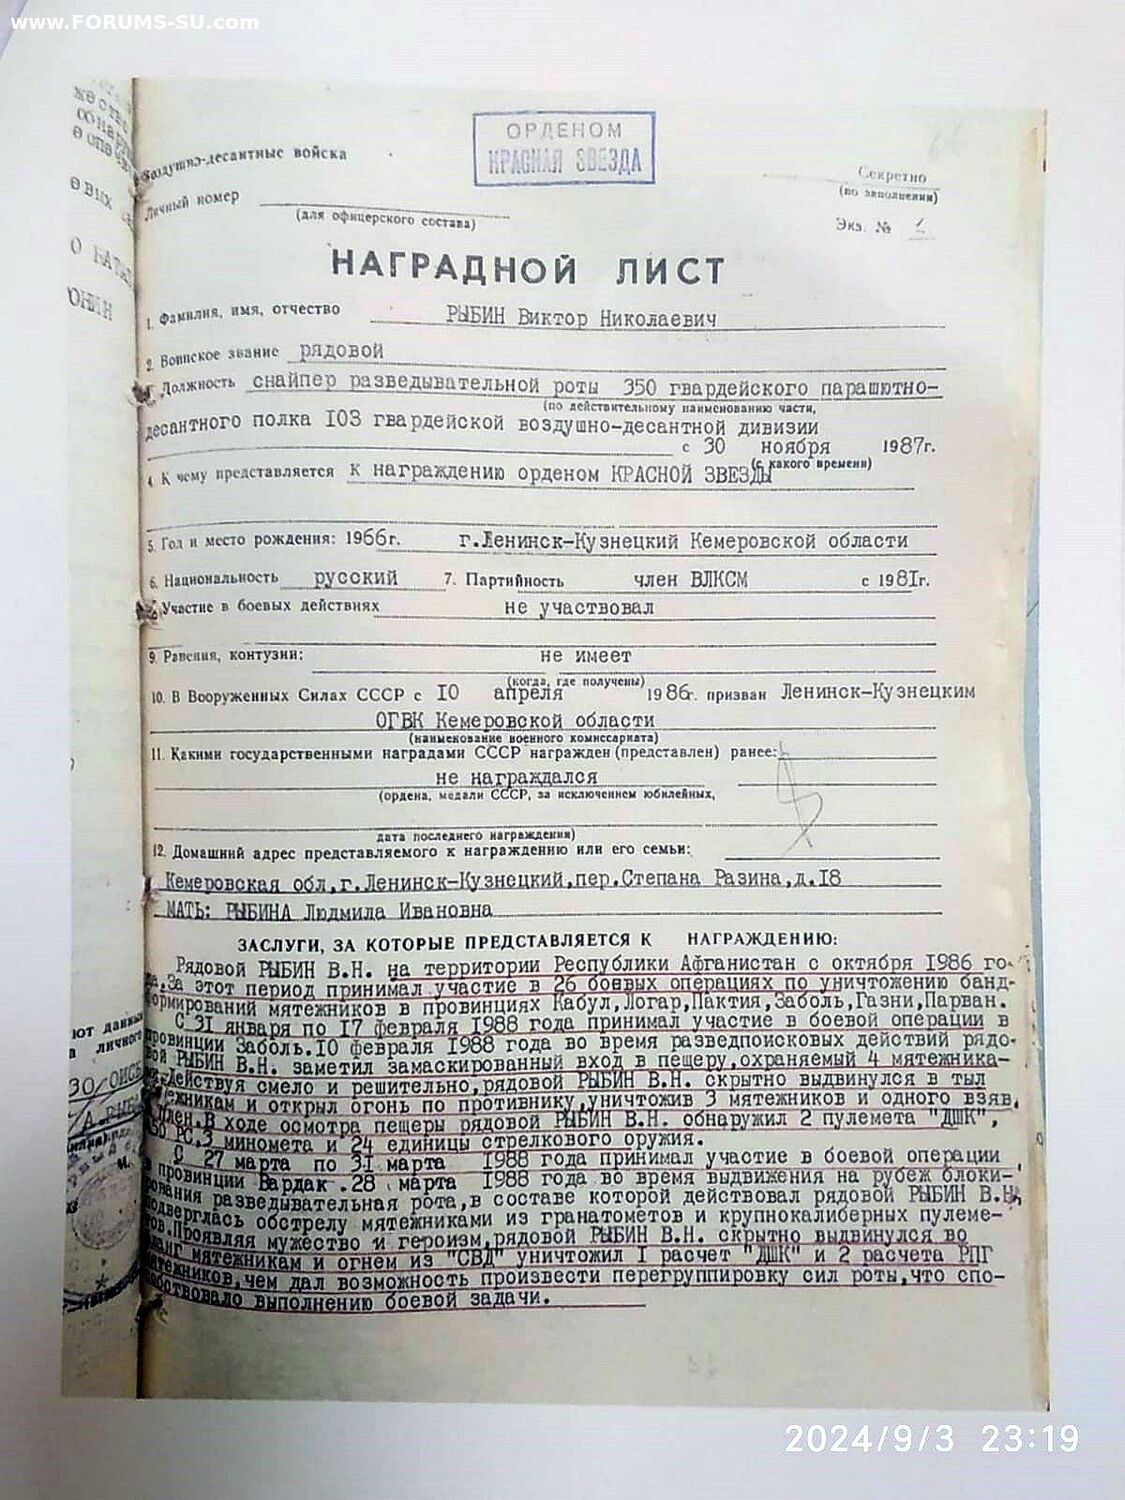 www.FORUMS-SU.com
ОРДЕНОМ
КРАСНАЯ ЗВЕЗДА
Воздушно-десантные войска
Секретно
(по заполнении)
Личный номер
(для офицерского состава)
Экз. №
НАГРАДНОЙ ЛИСТ
1. Фамилия, имя, отчество РЫБИН Виктор Николаевич
2. Воинское звание рядовой
Должность снайпер разведывательной роты 350 гвардейского парашютно-
(по действительному наименованию части,
десантного полка 103 гвардейской воздушно-десантной дивизии
с 30 ноября 1987г.
(с какого времени)
4. К чему представляется к награждению орденом КРАСНОЙ ЗВЕЗДЫ
5. Год и место рождения: 1966г. г.Ленинск-Кузнецкий Кемеровской области
6. Национальность русский 7. Партийность член ВЛКСМ с 1981г.
Участие в боевых действиях не участвовал
9. Ранения, контузии: не имеет
(когда, где получены)
10. В Вооруженных Силах СССР с 10 апреля 1986г. призван Ленинск-Кузнецким
ОГВК Кемеровской области
(наименование военного комиссариата)
11. Какими государственными наградами СССР награжден (представлен) ранее:
не награждался
(ордена, медали СССР, за исключением юбилейных,
дата последнего награждения)
12. Домашний адрес представляемого к награждению или его семьи:
Кемеровская обл,г.Ленинск-Кузнецкий,пер.Степана Разина,д.18
МАТЬ: РЫБИНА Людмила Ивановна
ЗАСЛУГИ, ЗА КОТОРЫЕ ПРЕДСТАВЛЯЕТСЯ К НАГРАЖДЕНИЮ:
Рядовой РЫБИН В.Н. на территории Республики Афганистан с октября 1986 го-
да.За этот период принимал участие в 26 боевых операциях по уничтожению банд-
формирований мятежников в провинциях Кабул,Логар,Пактия,Заболь,Газни,Парван.
С 31 января по 17 февраля 1988 года принимал участие в боевой операции в
провинции Заболь.10 февраля 1988 года во время разведпоисковых действий рядо-
вой РЫБИН В.Н. заметил замаскированный вход в пещеру,охраняемый 4 мятежника-
ми.Действуя смело и решительно,рядовой РЫБИН В.Н. скрытно выдвинулся в тыл
мятежникам и открыл огонь по противнику,уничтожив 3 мятежников и одного взяв
в плен.В ходе осмотра пещеры рядовой РЫБИН В.Н. обнаружил 2 пулемета "ДШК",
50 РС,3 миномета и 24 единицы стрелкового оружия.
С 27 марта по 31 марта 1988 года принимал участие в боевой операции
в провинции Вардак.28 марта 1988 года во время выдвижения на рубеж блоки-
рования разведывательная рота,в составе которой действовал рядовой РЫБИН В.Н,
подверглась обстрелу мятежниками из гранатометов и крупнокалиберных пулеме-
тов.Проявляя мужество и героизм,рядовой РЫБИН В.Н. скрытно выдвинулся во
фланг мятежникам и огнем из "СВД" уничтожил 1 расчет "ДШК" и 2 расчета РПГ
мятежников,чем дал возможность произвести перегруппировку сил роты,что спо-
собствовало выполнению боевой задачи.
2024/9/3 23:19